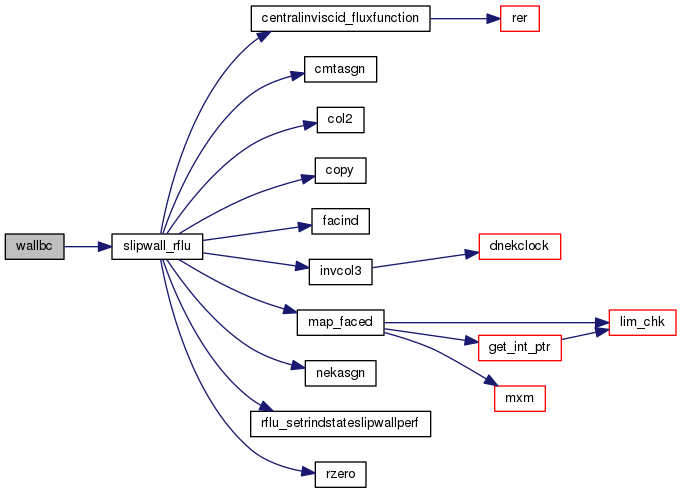 centralinviscid_fluxfunction
rer
cmtasgn
col2
copy
facind
wallbc
slipwall_rflu
invcol3
dnekclock
map_faced
lim_chk
get_int_ptr
nekasgn
mxm
rflu_setrindstateslipwallperf
rzero